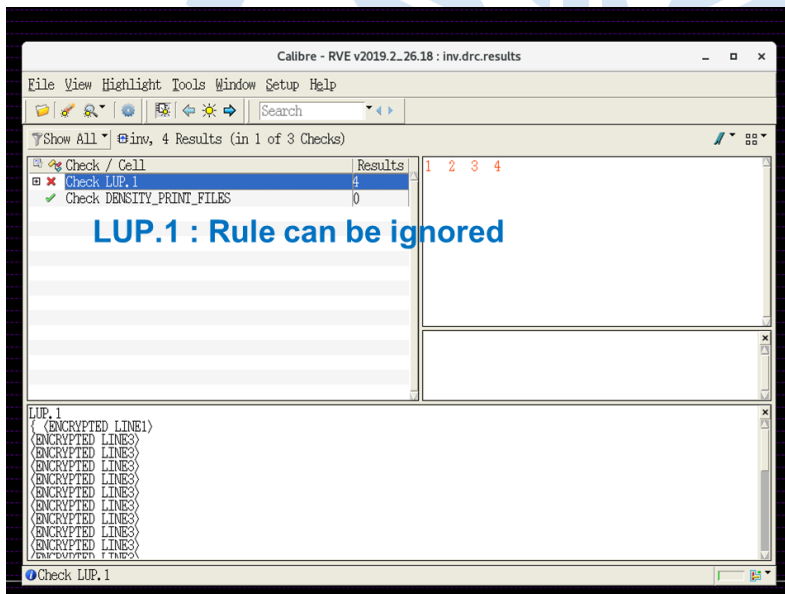 Calibre - RVE v2019.2_26.18 : inv.drc.results
File View Highlight Tools Window Setup Help
Search
Show All inv, 4 Results (in 1 of 3 Checks)
Check / Cell Results
Check LUP.1 4
Check DENSITY_PRINT_FILES 0
1 2 3 4
LUP.1 : Rule can be ignored
LUP.1
{ <ENCRYPTED LINE1>
<ENCRYPTED LINE3>
<ENCRYPTED LINE3>
<ENCRYPTED LINE3>
<ENCRYPTED LINE3>
<ENCRYPTED LINE3>
<ENCRYPTED LINE3>
<ENCRYPTED LINE3>
<ENCRYPTED LINE3>
<ENCRYPTED LINE3>
<ENCRYPTED LINE3>
Check LUP.1